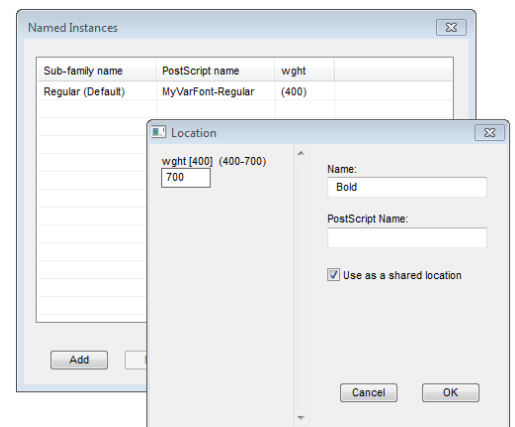 Named Instances
Sub-family name PostScript name wght
Regular (Default) MyVarFont-Regular (400)
Location
wght [400] (400-700)
700
Name:
Bold
PostScript Name:
Use as a shared location
Add
Cancel OK